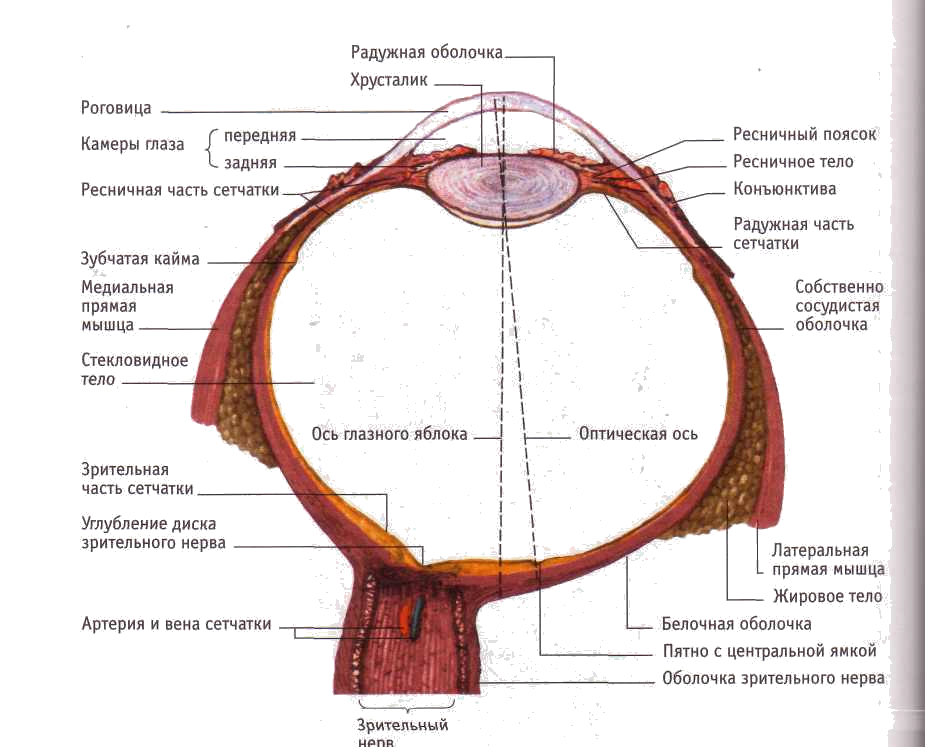 Радужная оболочка
Хрусталик
Роговица
Камеры глаза
передняя
задняя
Ресничная часть сетчатки
Зубчатая кайма
Медиальная
прямая
мышца
Стекловидное
тело
Ось глазного яблока
Оптическая ось
Зрительная
часть сетчатки
Углубление диска
зрительного нерва
Артерия и вена сетчатки
Зрительный
нерв
Ресничный поясок
Ресничное тело
Конъюнктива
Радужная часть
сетчатки
Собственно
сосудистая
оболочка
Латеральная
прямая мышца
Жировое тело
Белочная оболочка
Пятно с центральной ямкой
Оболочка зрительного нерва